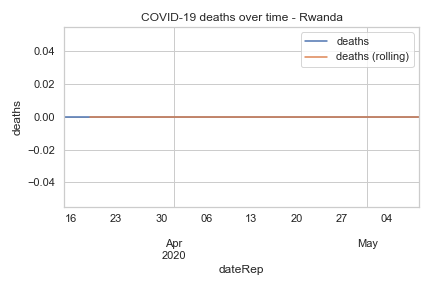 COVID-19 deaths over time - Rwanda
deaths
deaths (rolling)
0.04
0.02
0.00
−0.02
−0.04
deaths
16 23 30 06 13 20 27 04
Apr May
2020
dateRep